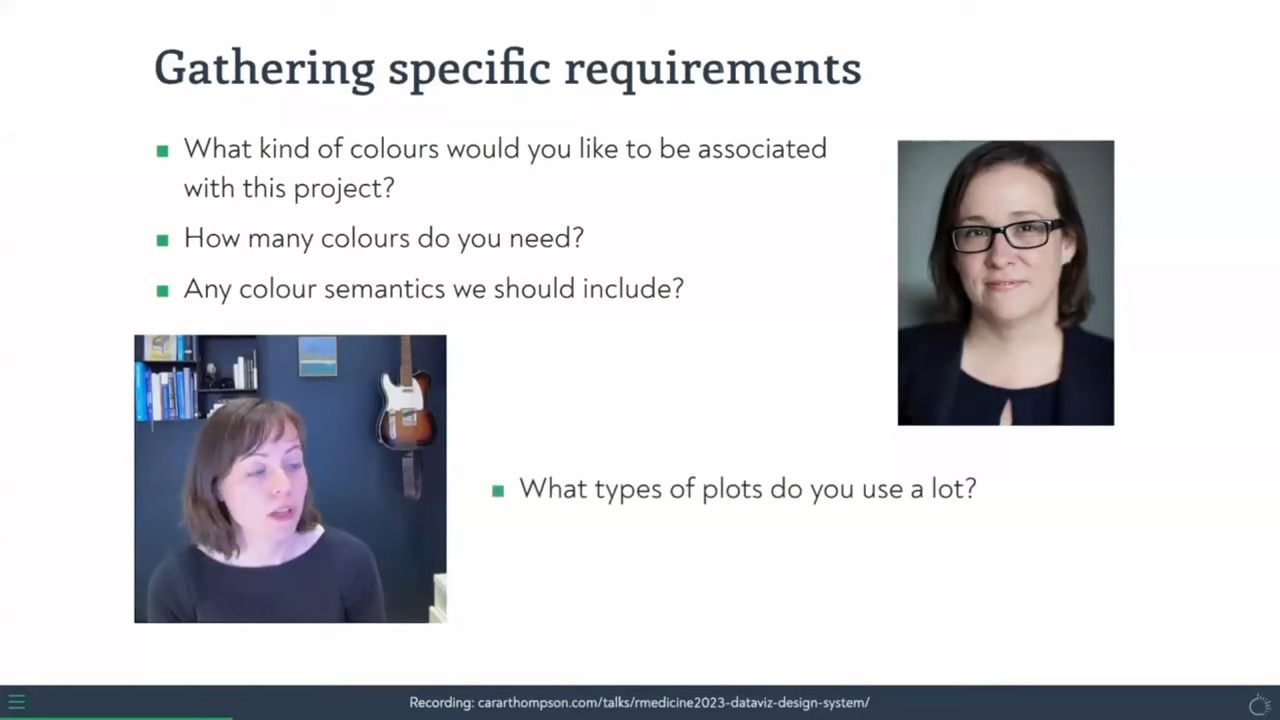 Gathering specific requirements
What kind of colours would you like to be associated
with this project?
How many colours do you need?
Any colour semantics we should include?
What types of plots do you use a lot?
Recording: cararthompson.com/talks/rmedicine2023-dataviz-design-system/